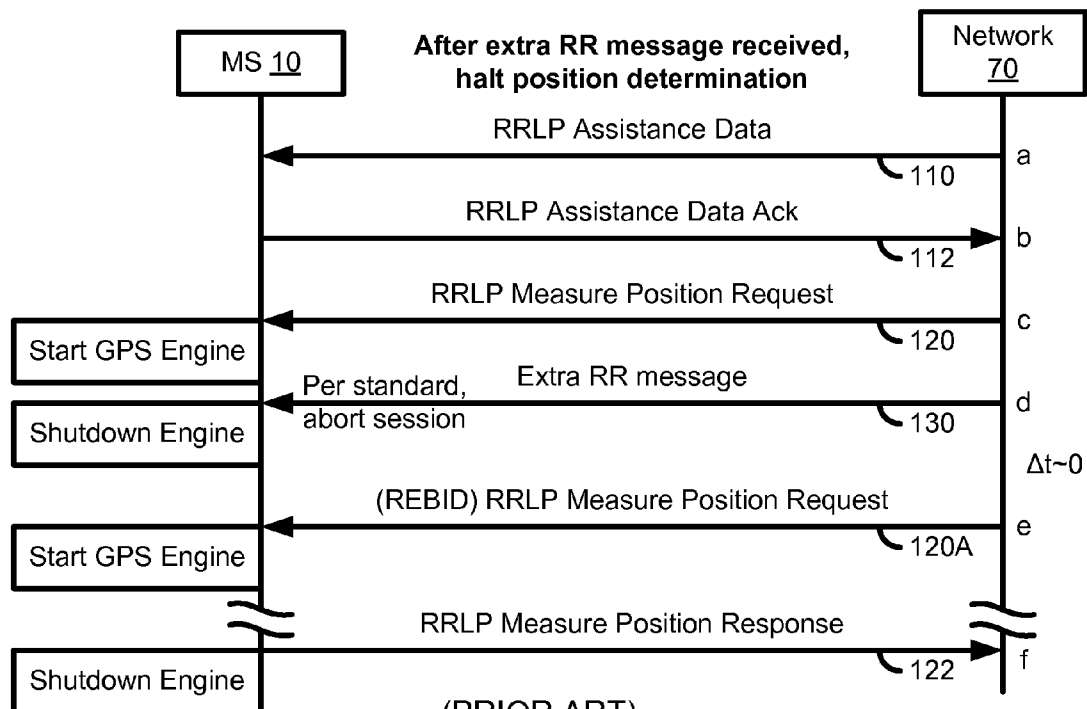 MS 10
After extra RR message received,
halt position determination
Network
70
RRLP Assistance Data
a
110
RRLP Assistance Data Ack
b
112
RRLP Measure Position Request
c
120
Start GPS Engine
Per standard,
abort session
Extra RR message
d
130
Shutdown Engine
Δt~0
(REBID) RRLP Measure Position Request
e
120A
Start GPS Engine
RRLP Measure Position Response
f
122
Shutdown Engine
(PRIOR ART)